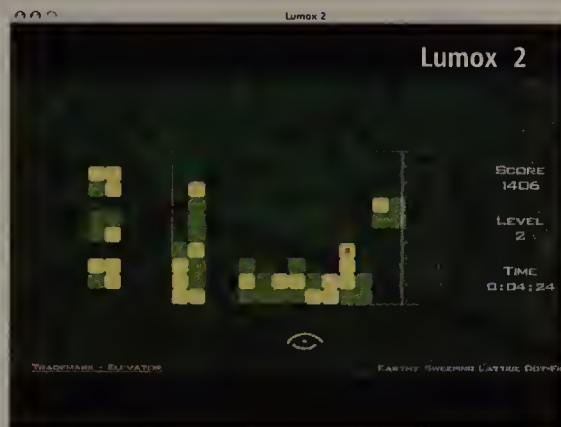 Lumox 2
Lumox 2
SCORE
1406
LEVEL
2
TIME
0:04:24
TRADEMARK - ELEVATOR